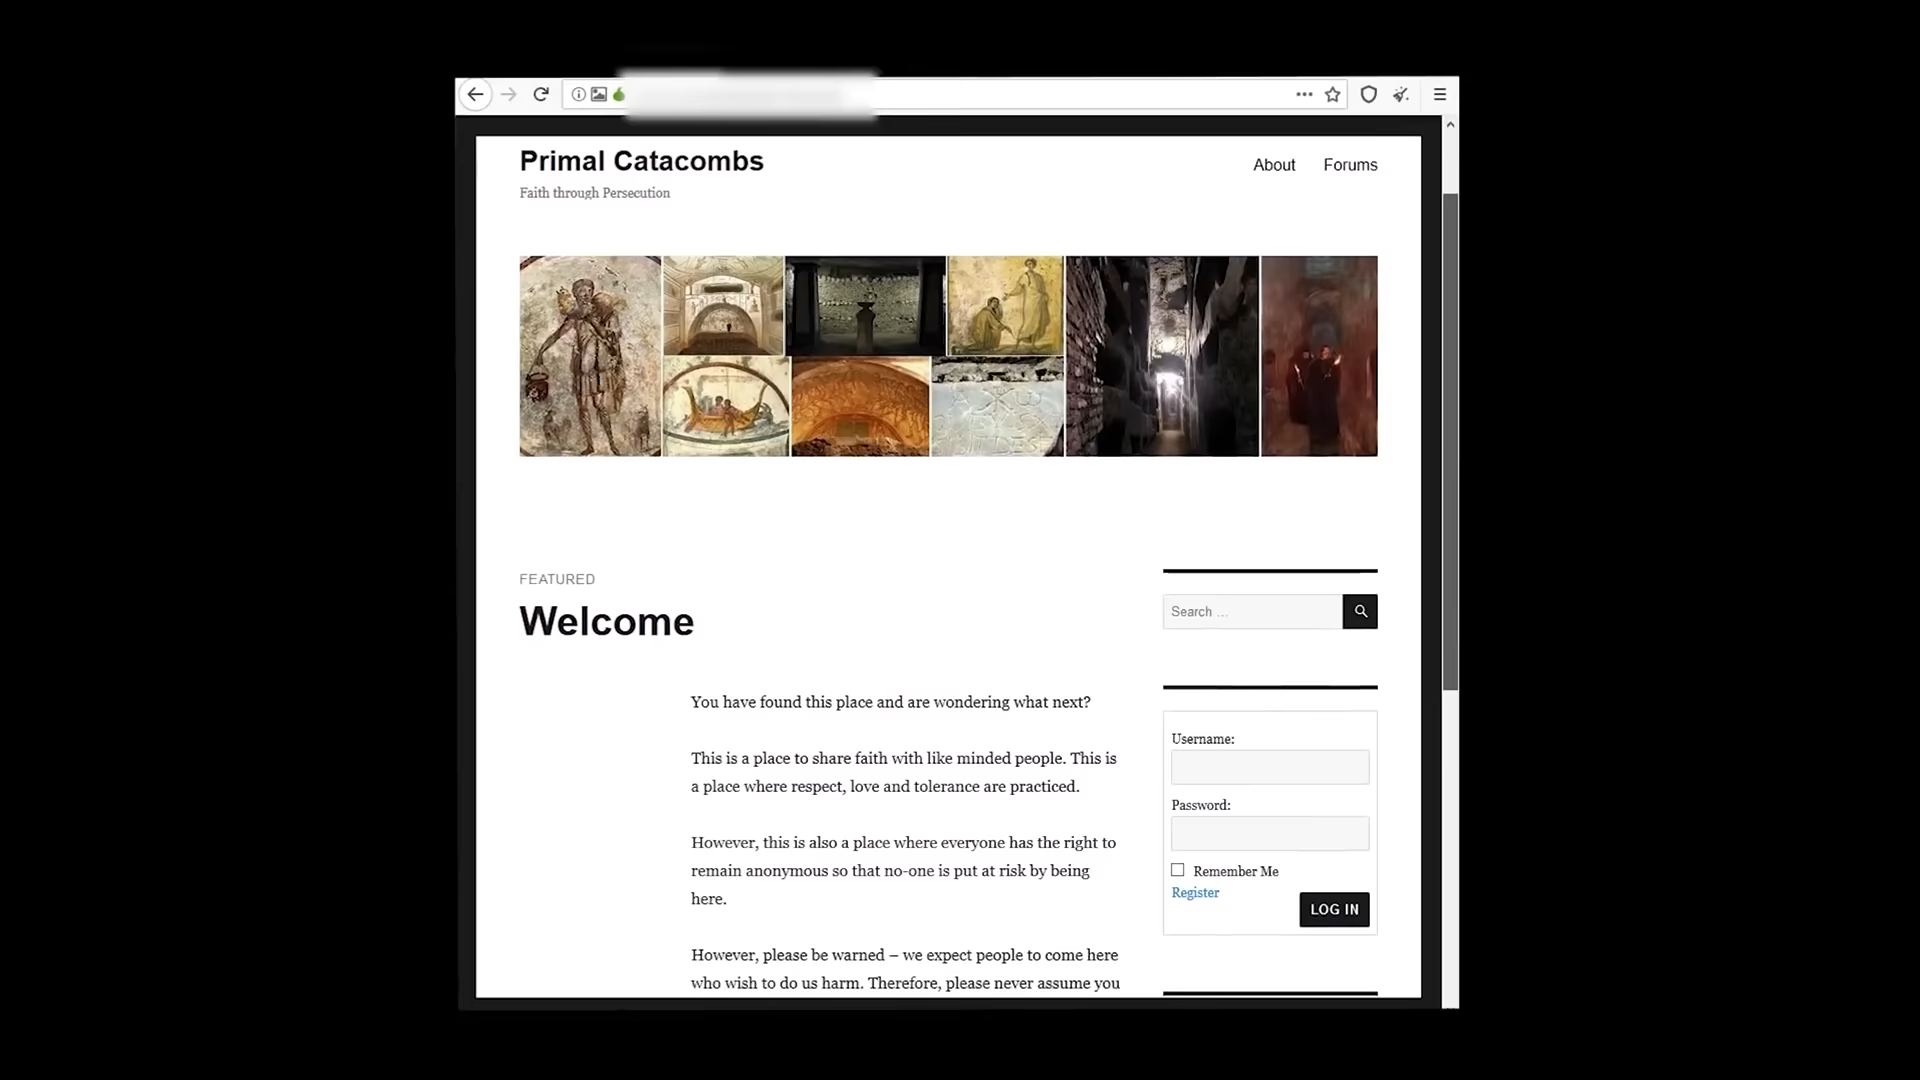 Primal Catacombs
About Forums
Faith through Persecution
FEATURED
Welcome
You have found this place and are wondering what next?
This is a place to share faith with like minded people. This is
a place where respect, love and tolerance are practiced.
However, this is also a place where everyone has the right to
remain anonymous so that no-one is put at risk by being
here.
However, please be warned – we expect people to come here
who wish to do us harm. Therefore, please never assume you
Search ...
Username:
Password:
Remember Me
Register
LOG IN